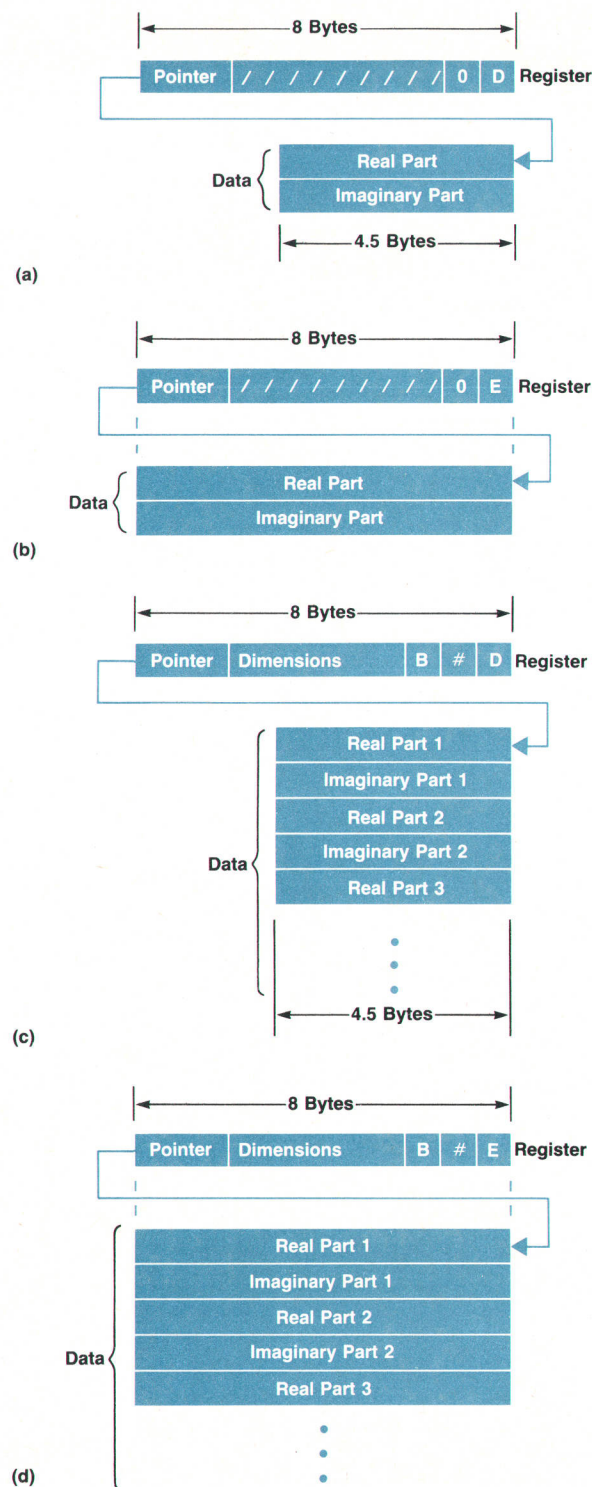 8 Bytes
Pointer / / / / / / / / / 0 D Register
Data Real Part
Imaginary Part
4.5 Bytes
(a)
8 Bytes
Pointer / / / / / / / / / 0 E Register
Data Real Part
Imaginary Part
(b)
8 Bytes
Pointer Dimensions B # D Register
Real Part 1
Imaginary Part 1
Real Part 2
Data Imaginary Part 2
Real Part 3
4.5 Bytes
(c)
8 Bytes
Pointer Dimensions B # E Register
Real Part 1
Imaginary Part 1
Real Part 2
Data Imaginary Part 2
Real Part 3
(d)